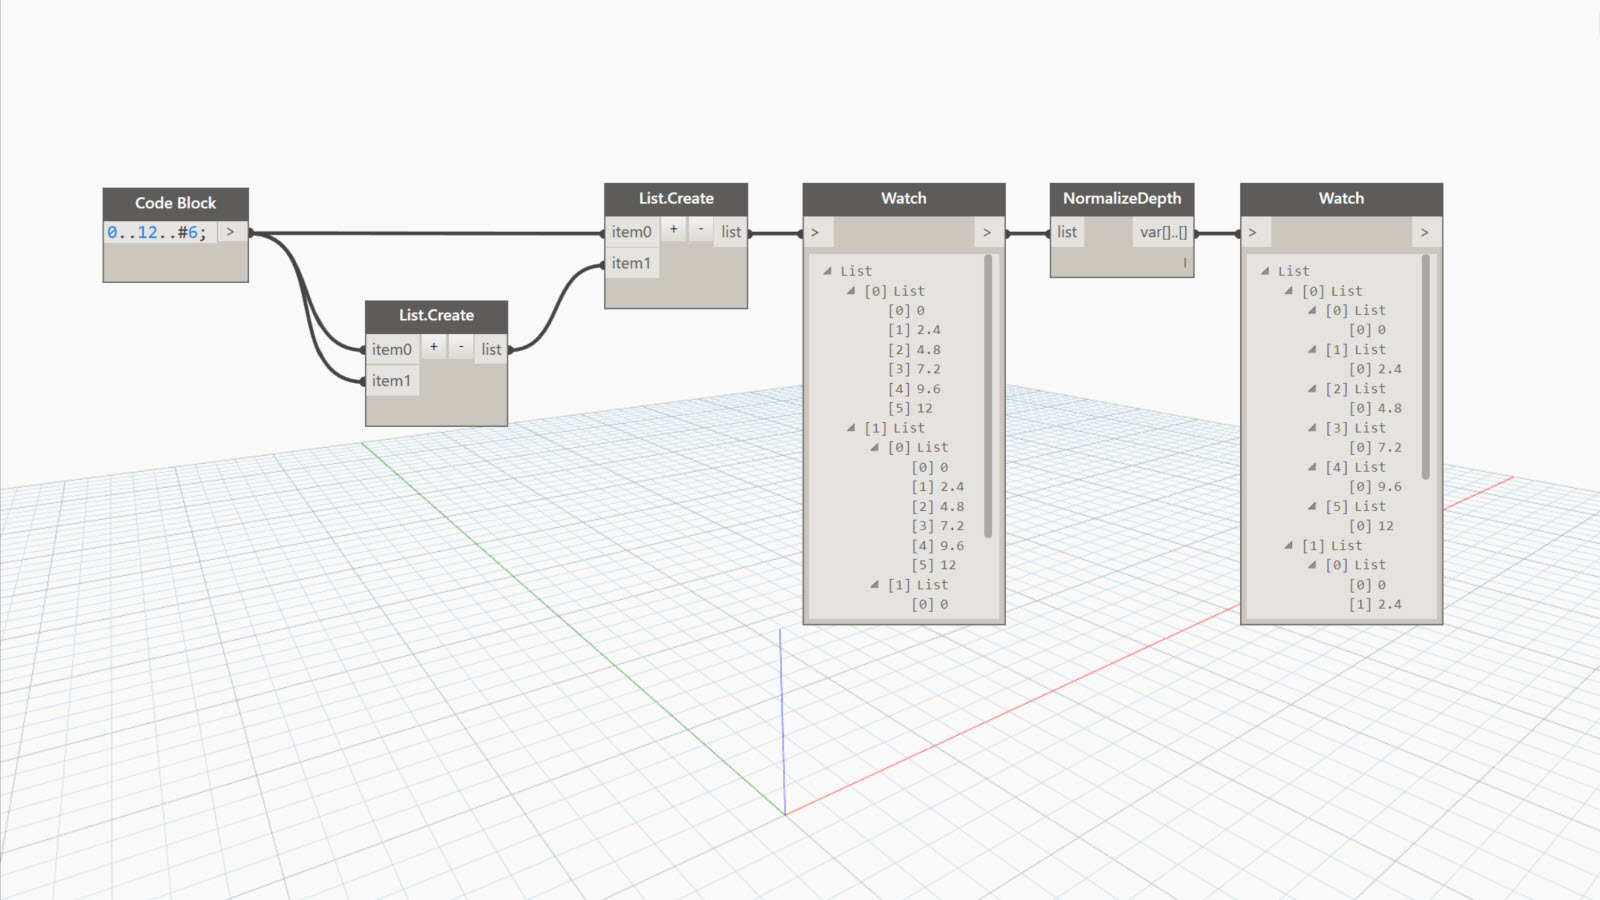 Code Block
0..12..#6; >
List.Create
item0 + - list
item1
List.Create
item0 + - list
item1
Watch
> >
List
[0] List
[0] 0
[1] 2.4
[2] 4.8
[3] 7.2
[4] 9.6
[5] 12
[1] List
[0] List
[0] 0
[1] 2.4
[2] 4.8
[3] 7.2
[4] 9.6
[5] 12
[1] List
[0] 0
NormalizeDepth
list var[]..[]
l
Watch
> >
List
[0] List
[0] List
[0] 0
[1] List
[0] 2.4
[2] List
[0] 4.8
[3] List
[0] 7.2
[4] List
[0] 9.6
[5] List
[0] 12
[1] List
[0] List
[0] 0
[1] 2.4